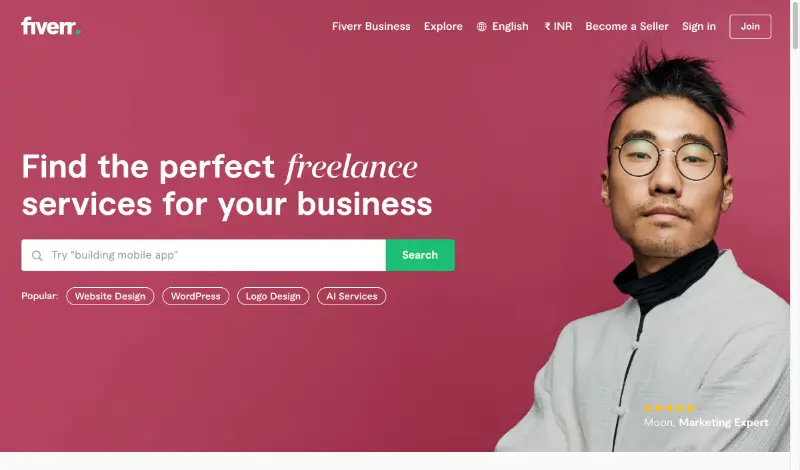 fiverr.
Fiverr Business Explore English ₹ INR Become a Seller Sign in Join
Find the perfect freelance
services for your business
Try "building mobile app"
Search
Popular: Website Design WordPress Logo Design AI Services
Moon, Marketing Expert